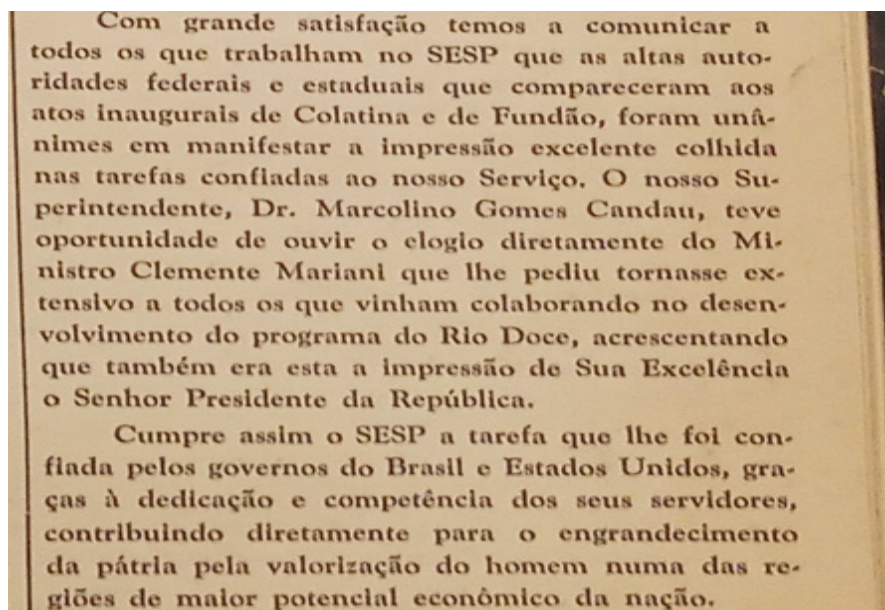 Com grande satisfação temos a comunicar a
todos os que trabalham no SESP que as altas auto-
ridades federais e estaduais que compareceram aos
atos inaugurais de Colatina e de Fundão, foram unâ-
nimes em manifestar a impressão excelente colhida
nas tarefas confiadas ao nosso Serviço. O nosso Su-
perintendente, Dr. Marcolino Gomes Candau, teve
oportunidade de ouvir o elogio diretamente do Mi-
nistro Clemente Mariani que lhe pediu tornasse ex-
tensivo a todos os que vinham colaborando no desen-
volvimento do programa do Rio Doce, acrescentando
que também era esta a impressão de Sua Excelência
o Senhor Presidente da República.
Cumpre assim o SESP a tarefa que lhe foi con-
fiada pelos governos do Brasil e Estados Unidos, gra-
ças à dedicação e competência dos seus servidores,
contribuindo diretamente para o engrandecimento
da pátria pela valorização do homem numa das re-
giões de maior potencial econômico da nação.